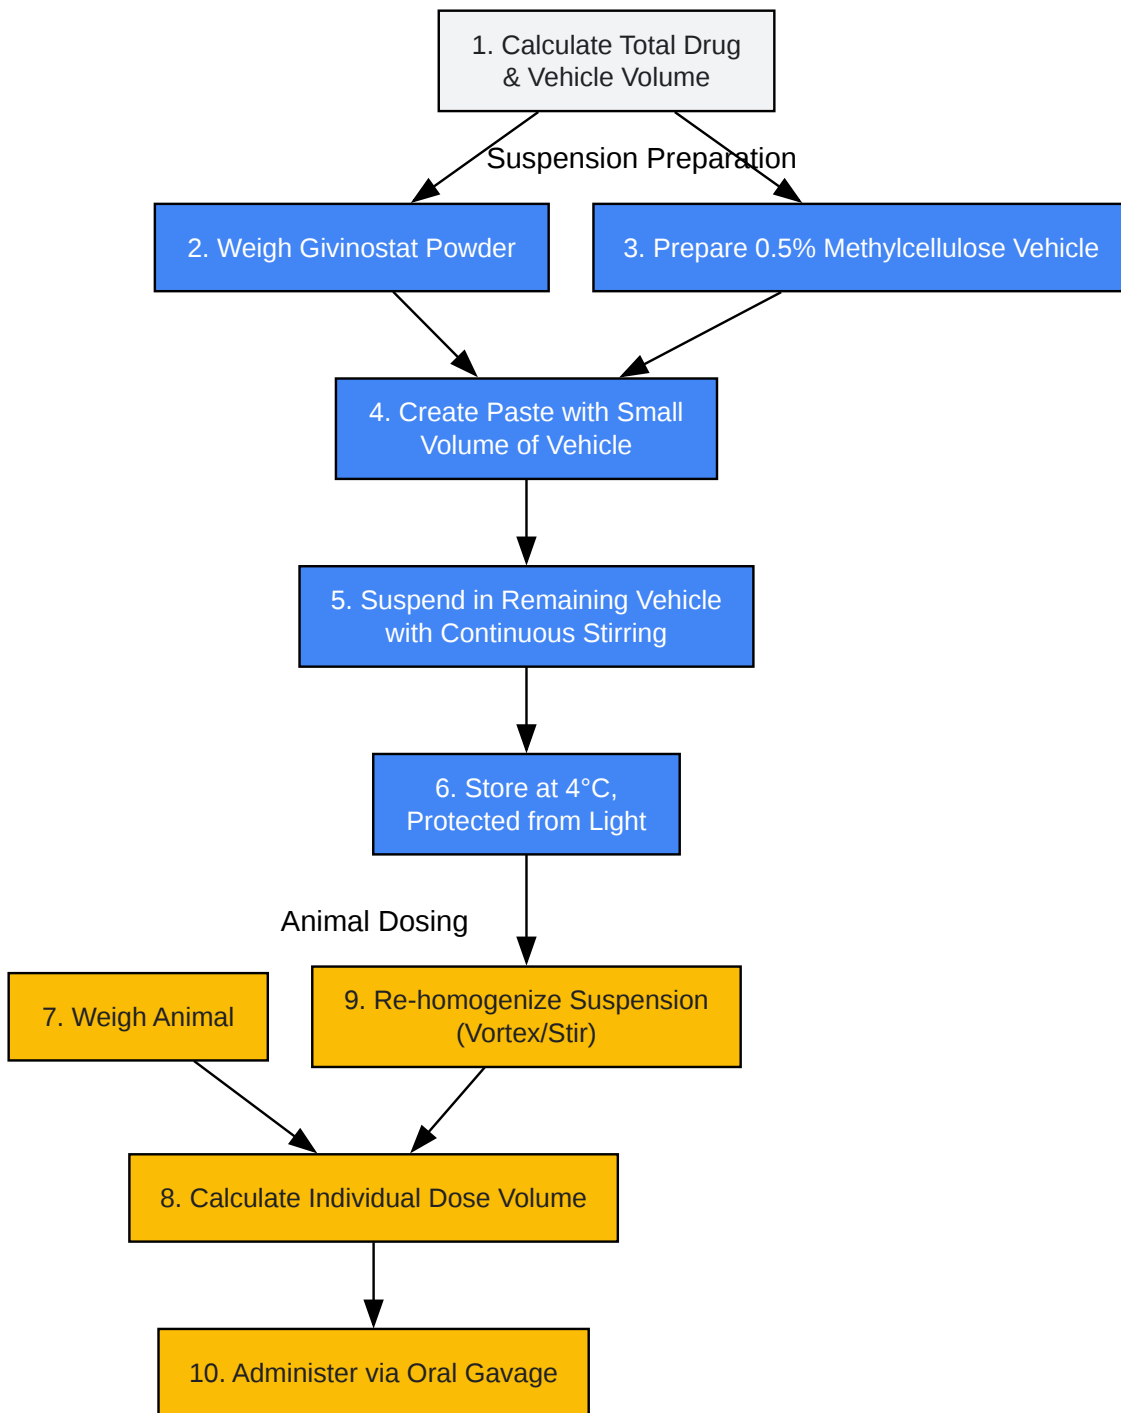 1. Calculate Total Drug
& Vehicle Volume
Suspension Preparation
2. Weigh Givinostat Powder
3. Prepare 0.5% Methylcellulose Vehicle
4. Create Paste with Small
Volume of Vehicle
5. Suspend in Remaining Vehicle
with Continuous Stirring
6. Store at 4°C,
Protected from Light
Animal Dosing
7. Weigh Animal
9. Re-homogenize Suspension
(Vortex/Stir)
8. Calculate Individual Dose Volume
10. Administer via Oral Gavage